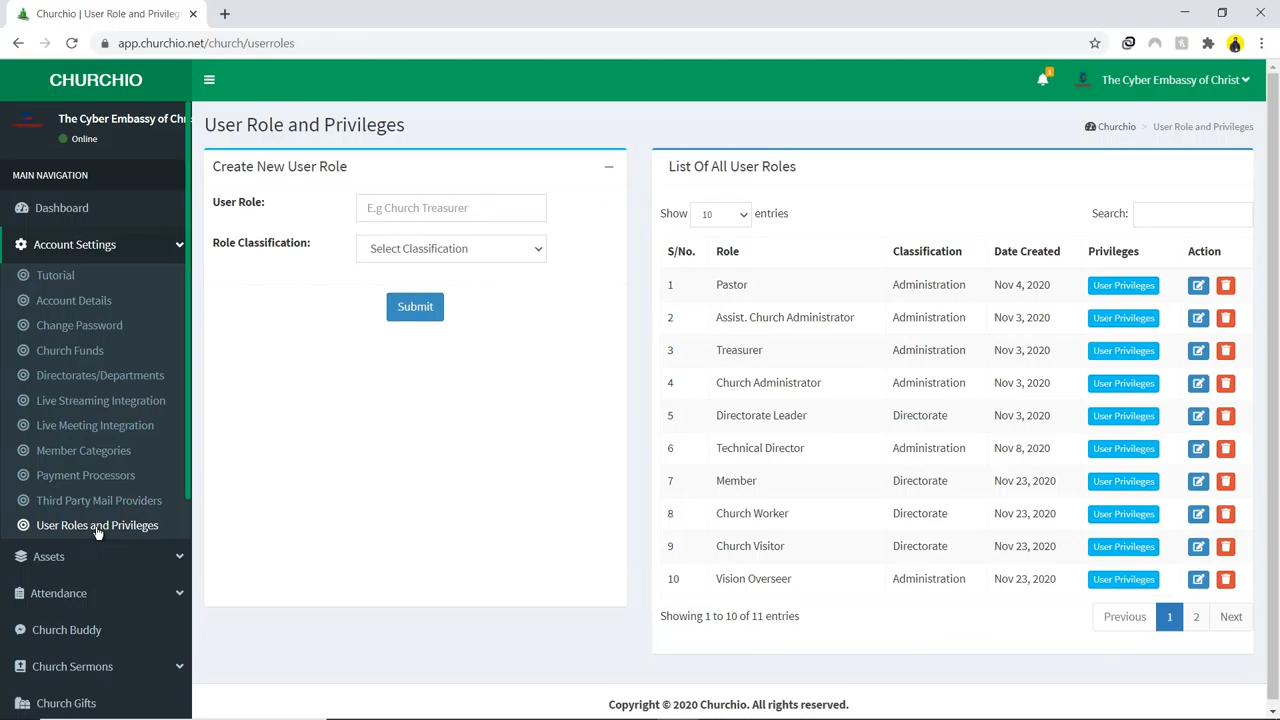 Churchio | User Role and Privileg
app.churchio.net/church/userroles
CHURCHIO
1
The Cyber Embassy of Christ
The Cyber Embassy of Ch
Online
MAIN NAVIGATION
Dashboard
Account Settings
Tutorial
Account Details
Change Password
Church Funds
Directorates/Departments
Live Streaming Integration
Live Meeting Integration
Member Categories
Payment Processors
Third Party Mail Providers
User Roles and Privileges
Assets
Attendance
Church Buddy
Church Sermons
Church Gifts
User Role and Privileges
Churchio > User Role and Privileges
Create New User Role
User Role: E.g Church Treasurer
Role Classification: Select Classification
Submit
List Of All User Roles
Show 10 entries Search:
S/No. Role Classification Date Created Privileges Action
1 Pastor Administration Nov 4, 2020 User Privileges
2 Assist. Church Administrator Administration Nov 3, 2020 User Privileges
3 Treasurer Administration Nov 3, 2020 User Privileges
4 Church Administrator Administration Nov 3, 2020 User Privileges
5 Directorate Leader Directorate Nov 3, 2020 User Privileges
6 Technical Director Administration Nov 8, 2020 User Privileges
7 Member Directorate Nov 23, 2020 User Privileges
8 Church Worker Directorate Nov 23, 2020 User Privileges
9 Church Visitor Directorate Nov 23, 2020 User Privileges
10 Vision Overseer Administration Nov 23, 2020 User Privileges
Showing 1 to 10 of 11 entries Previous 1 2 Next
Copyright © 2020 Churchio. All rights reserved.